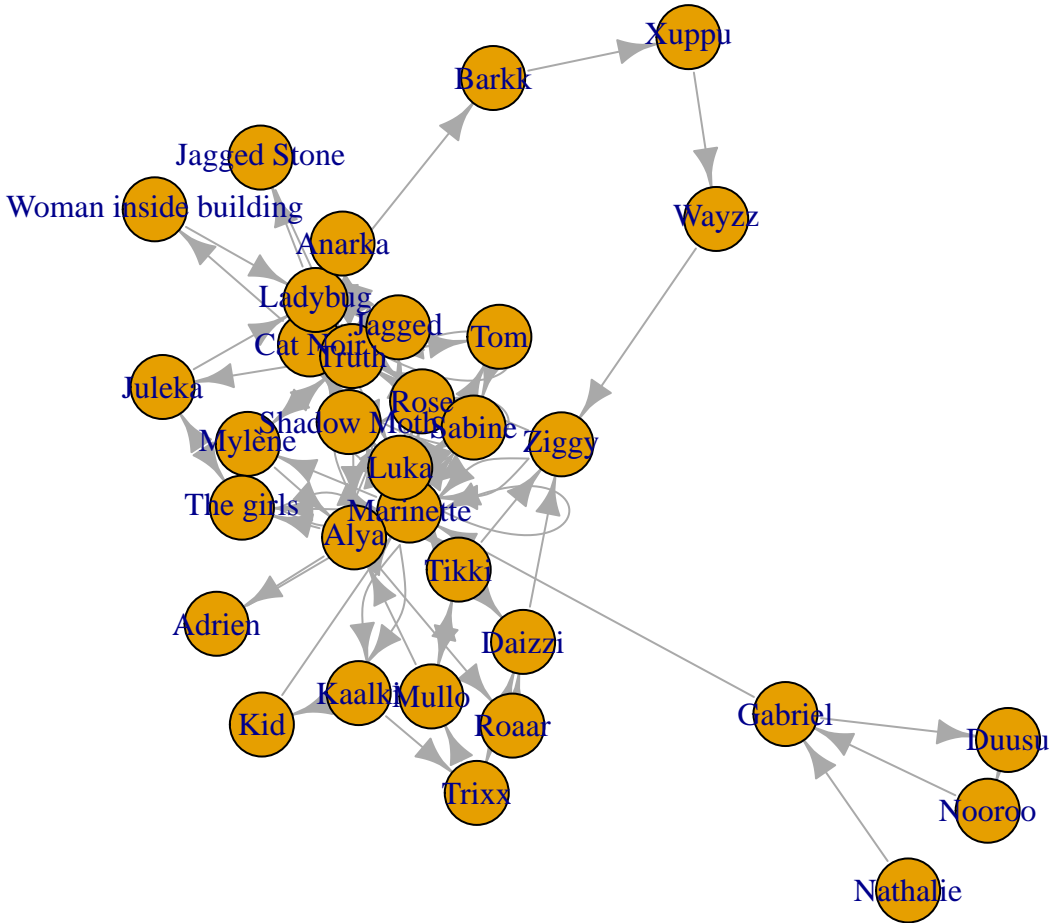 Xuppu
Barkk
Jagged Stone
Woman inside building
Wayzz
Anarka
Ladybug
Jagged
Tom
Cat Noir
Truth
Juleka
Rose
Shadow Moth
Sabine
Mylène
Ziggy
Luka
The girls
Marinette
Alya
Tikki
Adrien
Daizzi
Kaalki
Mullo
Gabriel
Kid
Roaar
Duusu
Trixx
Nooroo
Nathalie